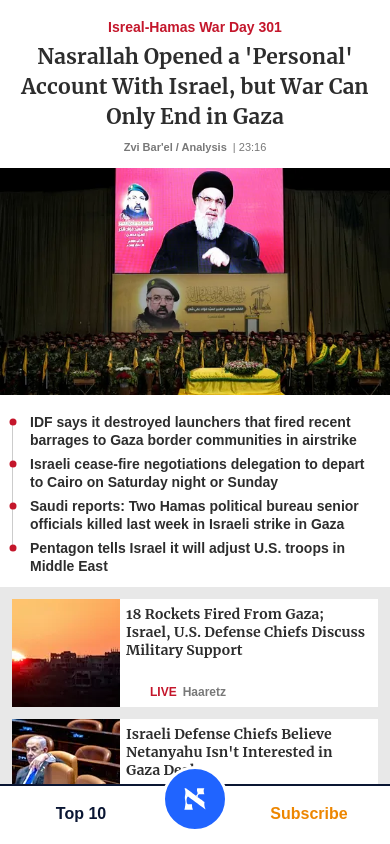 Isreal-Hamas War Day 301
Nasrallah Opened a 'Personal'
Account With Israel, but War Can
Only End in Gaza
Zvi Bar'el / Analysis | 23:16
IDF says it destroyed launchers that fired recent
barrages to Gaza border communities in airstrike
Israeli cease-fire negotiations delegation to depart
to Cairo on Saturday night or Sunday
Saudi reports: Two Hamas political bureau senior
officials killed last week in Israeli strike in Gaza
Pentagon tells Israel it will adjust U.S. troops in
Middle East
18 Rockets Fired From Gaza;
Israel, U.S. Defense Chiefs Discuss
Military Support
LIVE Haaretz
Israeli Defense Chiefs Believe
Netanyahu Isn't Interested in
Gaza
Top 10
Subscribe